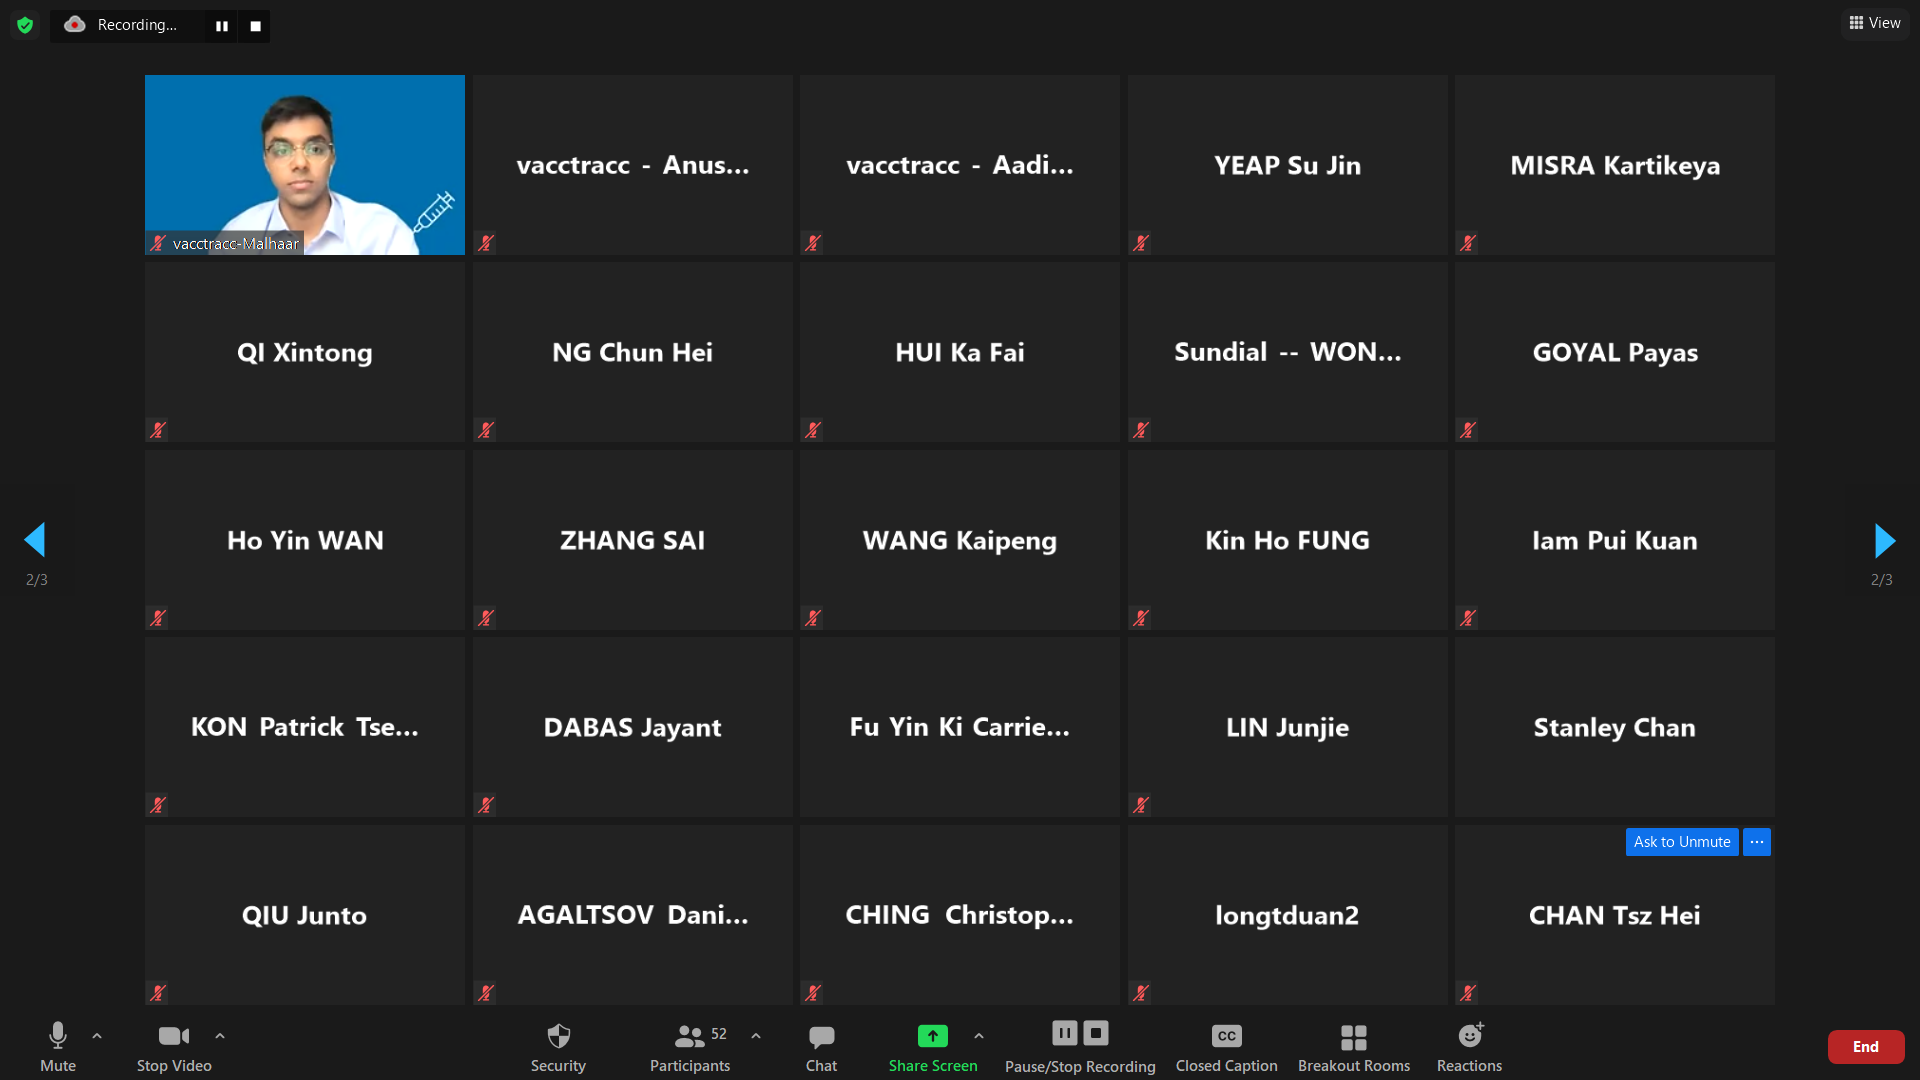 Recording...
View
vacctracc-Malhaar
vacctracc - Anus...
vacctracc - Aadi...
YEAP Su Jin
MISRA Kartikeya
QI Xintong
NG Chun Hei
HUI Ka Fai
Sundial -- WON...
GOYAL Payas
Ho Yin WAN
ZHANG SAI
WANG Kaipeng
Kin Ho FUNG
Iam Pui Kuan
2/3
2/3
KON Patrick Tse...
DABAS Jayant
Fu Yin Ki Carrie...
LIN Junjie
Stanley Chan
QIU Junto
AGALTSOV Dani...
CHING Christop...
longtduan2
Ask to Unmute
CHAN Tsz Hei
Mute
Stop Video
Security
Participants
52
Chat
Share Screen
Pause/Stop Recording
CC
Closed Caption
Breakout Rooms
Reactions
End